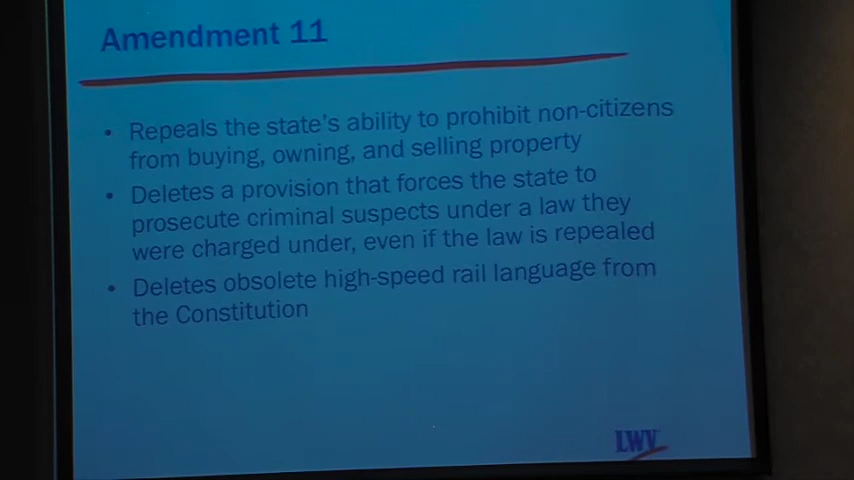 Amendment 11
• Repeals the state's ability to prohibit non-citizens
from buying, owning, and selling property
• Deletes a provision that forces the state to
prosecute criminal suspects under a law they
were charged under, even if the law is repealed
• Deletes obsolete high-speed rail language from
the Constitution
LWV